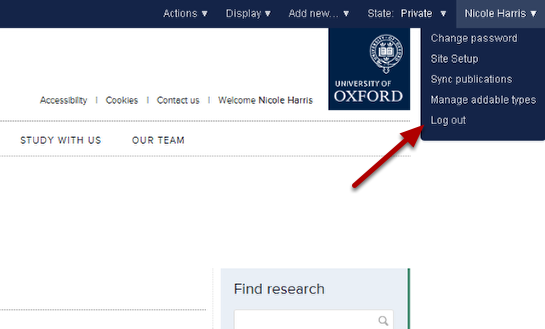 Actions ▼ Display ▼ Add new... ▼ State: Private ▼ Nicole Harris ▼
Change password
Site Setup
Sync publications
Manage addable types
Log out
UNIVERSITY OF
OXFORD
Accessibility | Cookies | Contact us | Welcome Nicole Harris
STUDY WITH US OUR TEAM
Find research